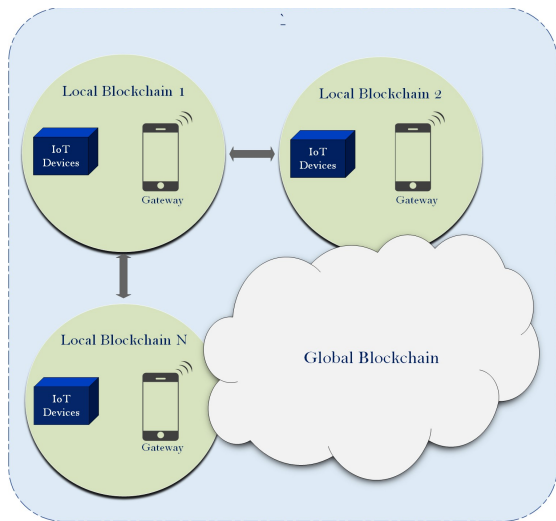 Local Blockchain 1
IoT
Devices
Gateway
Local Blockchain 2
IoT
Devices
Gateway
Local Blockchain N
IoT
Devices
Gateway
Global Blockchain